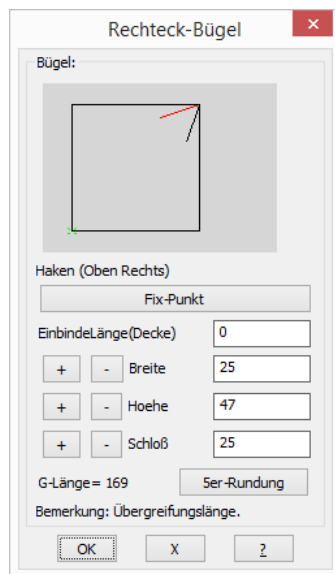 Rechteck-Bügel
Bügel:
Haken (Oben Rechts)
Fix-Punkt
EinbindeLänge(Decke) 0
+ - Breite 25
+ - Hoehe 47
+ - Schloß 25
G-Länge= 169 5er-Rundung
Bemerkung: Übergreifungslänge.
OK X ?